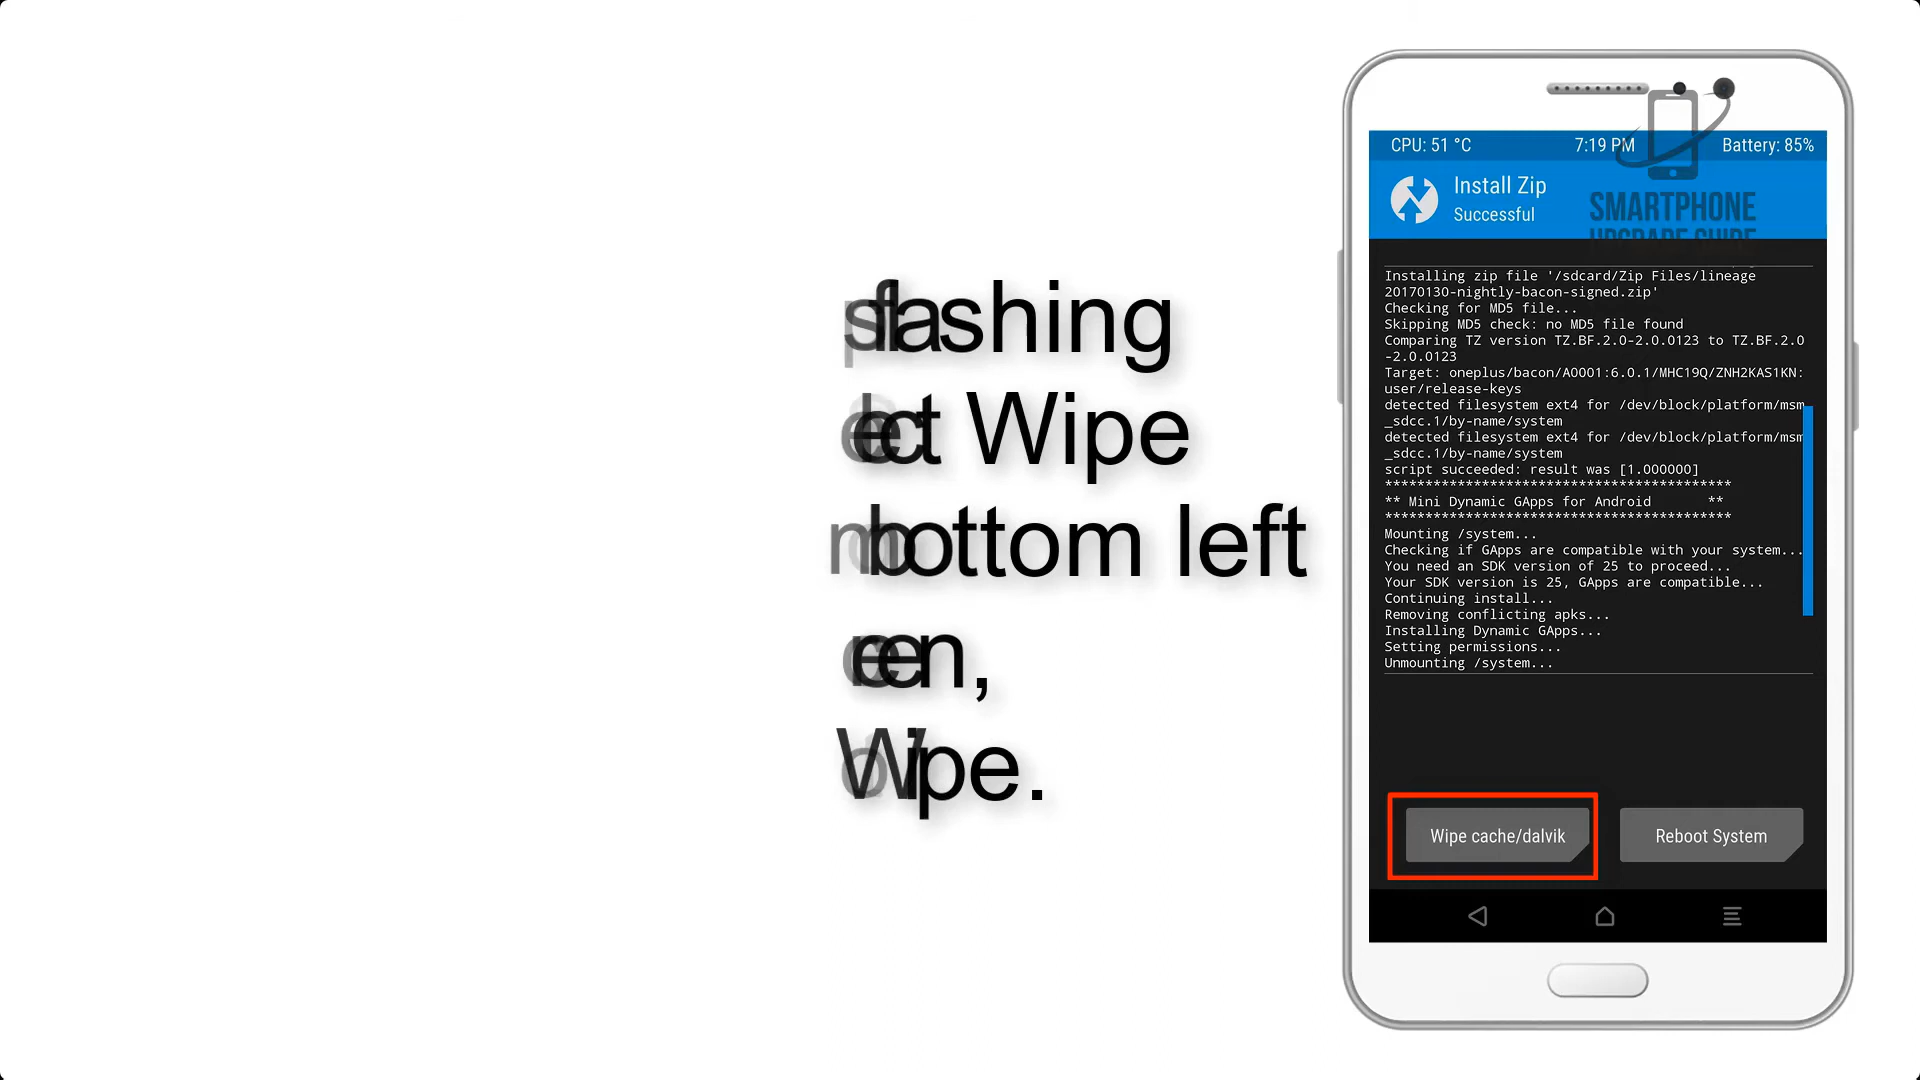 flashing
Wipe
bottom left
Wipe.
CPU: 51 °C 7:19 PM Battery: 85%
Install Zip
Successful
SMARTPHONE
UPGRADE GUIDE
Installing zip file '/sdcard/Zip Files/lineage
20170130-nightly-bacon-signed.zip'
Checking for MD5 file...
Skipping MD5 check: no MD5 file found
Comparing TZ version TZ.BF.2.0-2.0.0123 to TZ.BF.2.0
-2.0.0123
Target: oneplus/bacon/A0001:6.0.1/MHC19Q/ZNH2KAS1KN:
user/release-keys
detected filesystem ext4 for /dev/block/platform/msm
_sdcc.1/by-name/system
detected filesystem ext4 for /dev/block/platform/msm
_sdcc.1/by-name/system
script succeeded: result was [1.000000]
*******************************************
** Mini Dynamic GApps for Android **
*******************************************
Mounting /system...
Checking if GApps are compatible with your system...
You need an SDK version of 25 to proceed...
Your SDK version is 25, GApps are compatible...
Continuing install...
Removing conflicting apks...
Installing Dynamic GApps...
Setting permissions...
Unmounting /system...
Wipe cache/dalvik
Reboot System